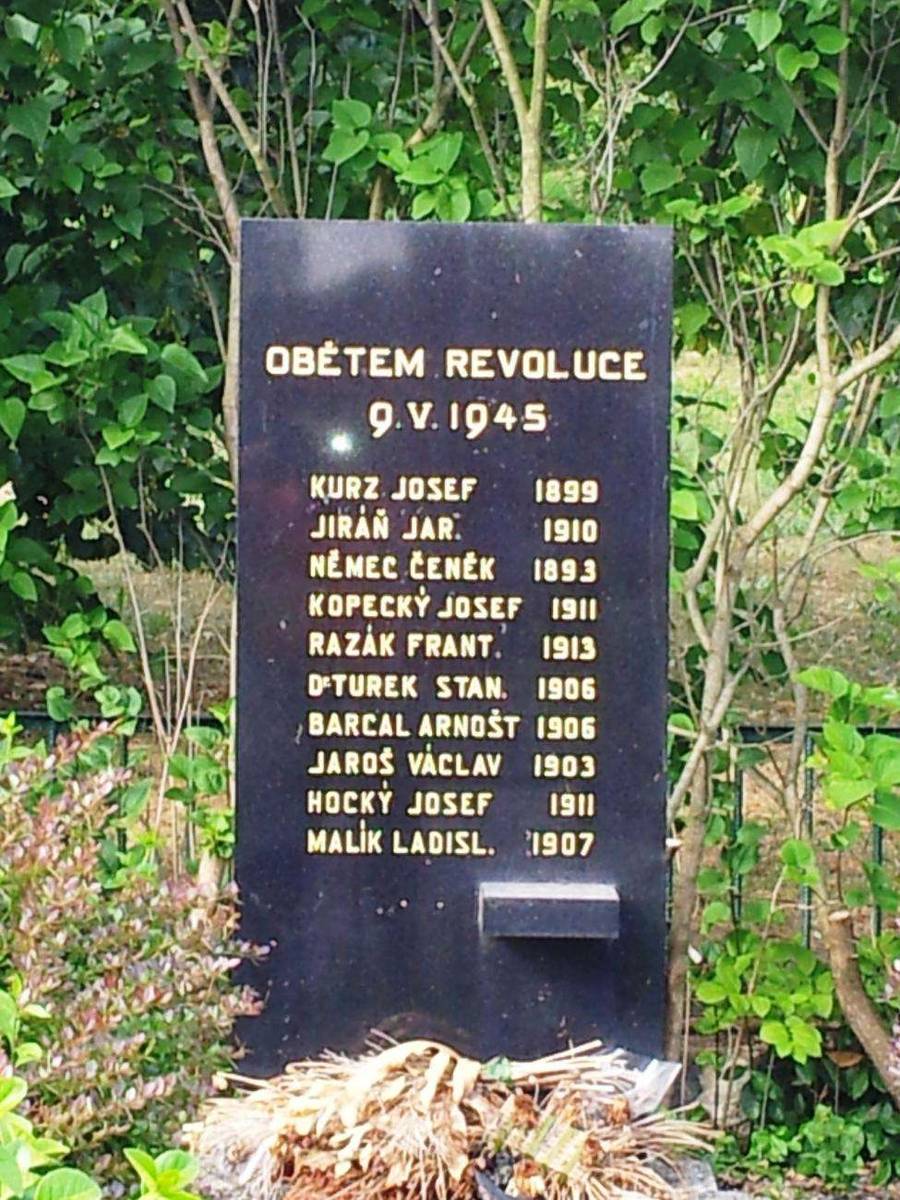 OBĚTEM REVOLUCE
9.V.1945
KURZ JOSEF 1899
JIRÁŇ JAR. 1910
NĚMEC ČENĚK 1893
KOPECKÝ JOSEF 1911
RAZÁK FRANT. 1913
Dr TUREK STAN. 1906
BARCAL ARNOŠT 1906
JAROŠ VÁCLAV 1903
HOCKÝ JOSEF 1911
MALÍK LADISL. 1907